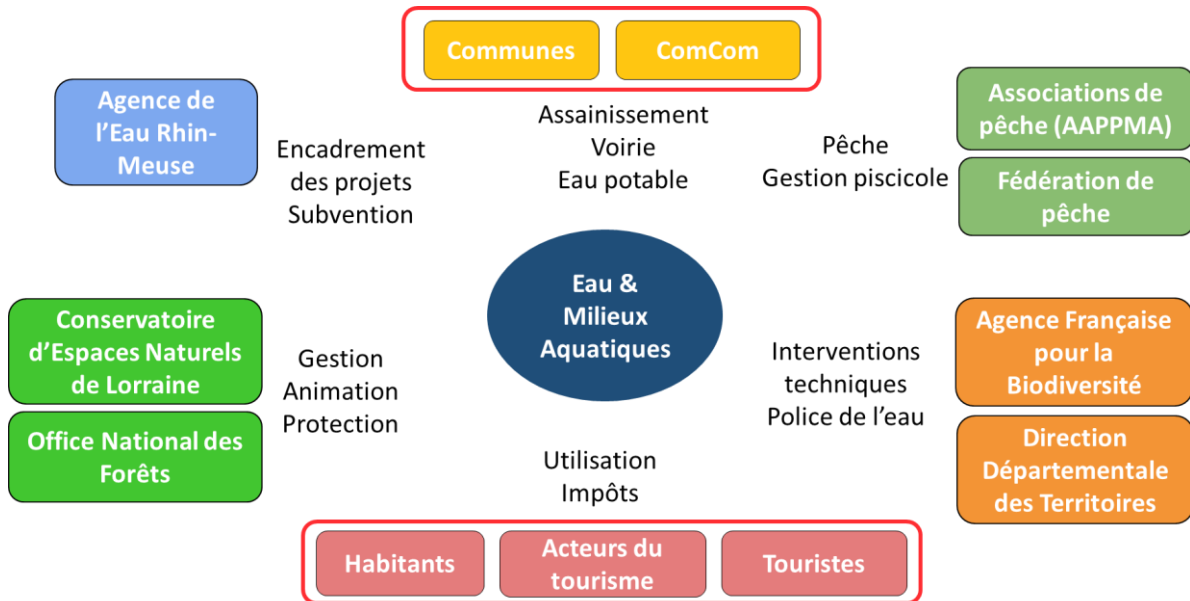 Communes
ComCom
Agence de
l'Eau Rhin-
Meuse
Encadrement
des projets
Subvention
Assainissement
Voirie
Eau potable
Pêche
Gestion piscicole
Associations de
pêche (AAPPMA)
Fédération de
pêche
Eau &
Milieux
Aquatiques
Conservatoire
d'Espaces Naturels
de Lorraine
Office National des
Forêts
Gestion
Animation
Protection
Interventions
techniques
Police de l'eau
Agence Française
pour la
Biodiversité
Direction
Départementale
des Territoires
Utilisation
Impôts
Habitants
Acteurs du
tourisme
Touristes